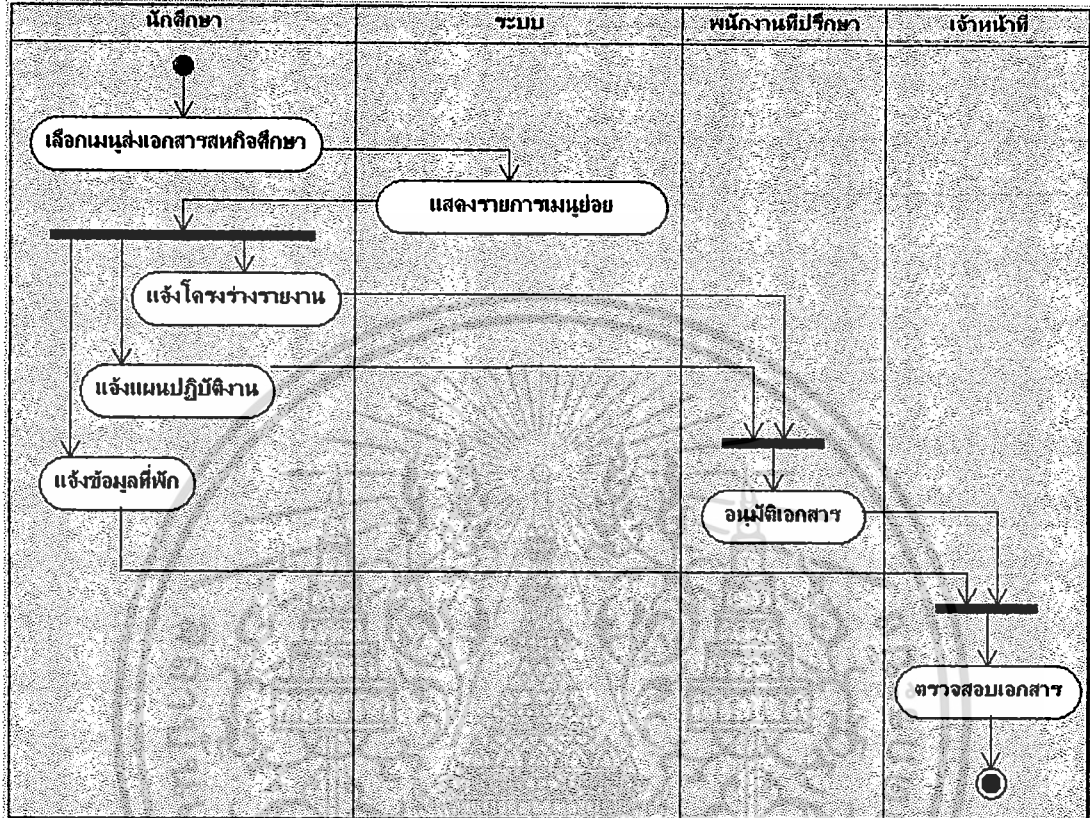 นักศึกษา
ระบบ
พนักงานที่ปรึกษา
เจ้าหน้าที่
เลือกเมนูส่งเอกสารสหกิจศึกษา
แสดงรายการเมนูย่อย
แจ้งโครงร่างรายงาน
แจ้งแผนปฏิบัติงาน
แจ้งข้อมูลที่พัก
อนุมัติเอกสาร
ตรวจสอบเอกสาร